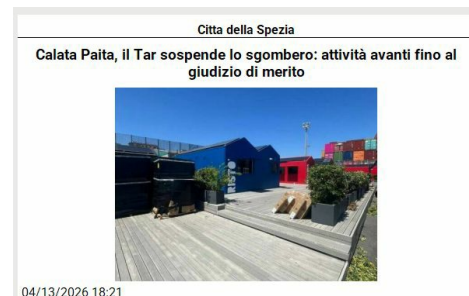 Citta della Spezia
Calata Paita, il Tar sospende lo sgombero: attività avanti fino al
giudizio di merito
04/13/2026 18:21